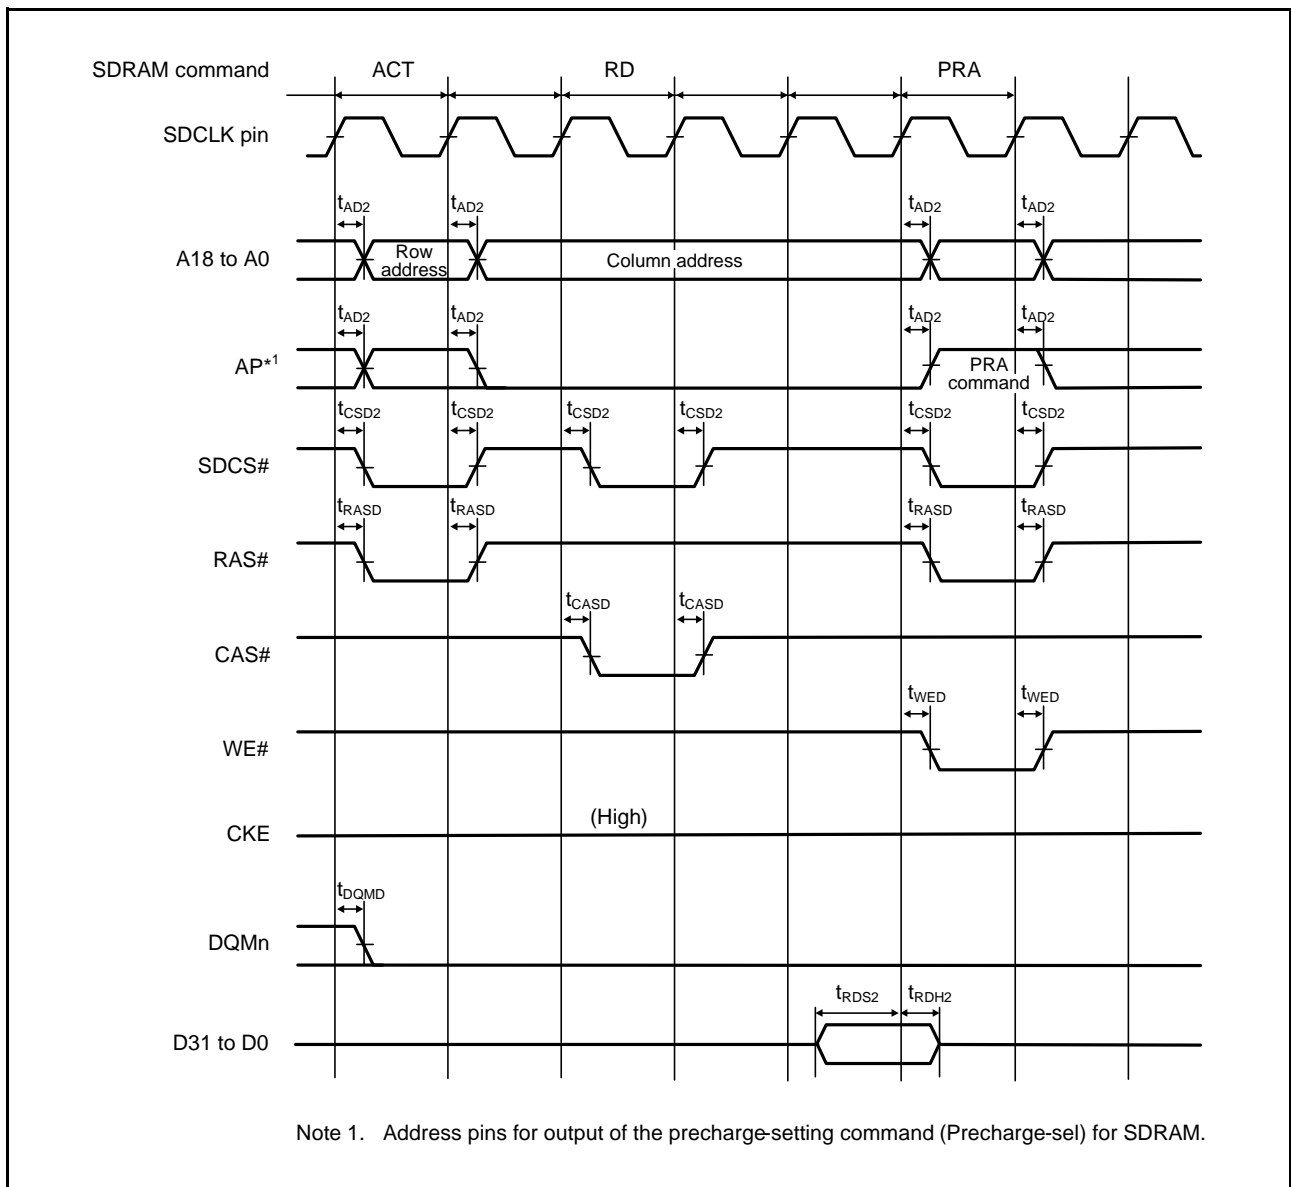 SDRAM command ACT RD PRA
SDCLK pin
tAD2 tAD2 tAD2 tAD2
A18 to A0 Row address Column address
tAD2 tAD2 tAD2 tAD2
AP*1 PRA command
tCSD2 tCSD2 tCSD2 tCSD2 tCSD2 tCSD2
SDCS#
tRASD tRASD tRASD tRASD
RAS#
tCASD tCASD
CAS#
tWED tWED
WE#
(High)
CKE
tDQMD
DQMn
tRDS2 tRDH2
D31 to D0
Note 1. Address pins for output of the precharge-setting command (Precharge-sel) for SDRAM.